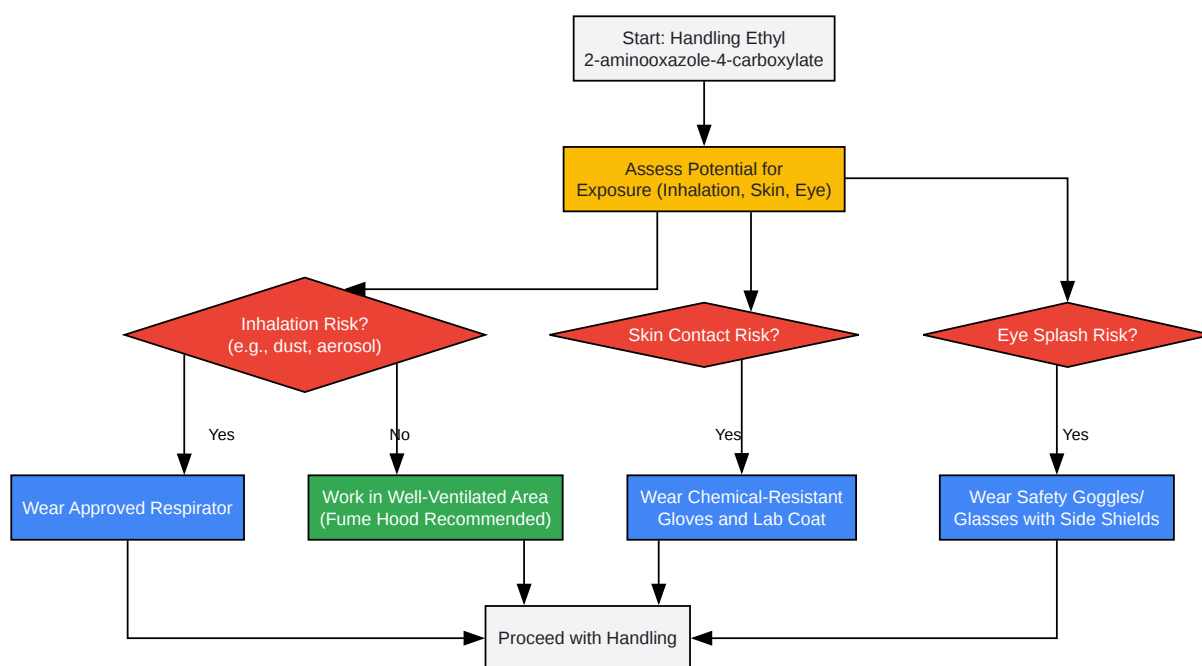 Start: Handling Ethyl
2-aminooxazole-4-carboxylate
Assess Potential for
Exposure (Inhalation, Skin, Eye)
Inhalation Risk?
(e.g., dust, aerosol)
Skin Contact Risk?
Eye Splash Risk?
Yes
No
Yes
Yes
Wear Approved Respirator
Work in Well-Ventilated Area
(Fume Hood Recommended)
Wear Chemical-Resistant
Gloves and Lab Coat
Wear Safety Goggles/
Glasses with Side Shields
Proceed with Handling